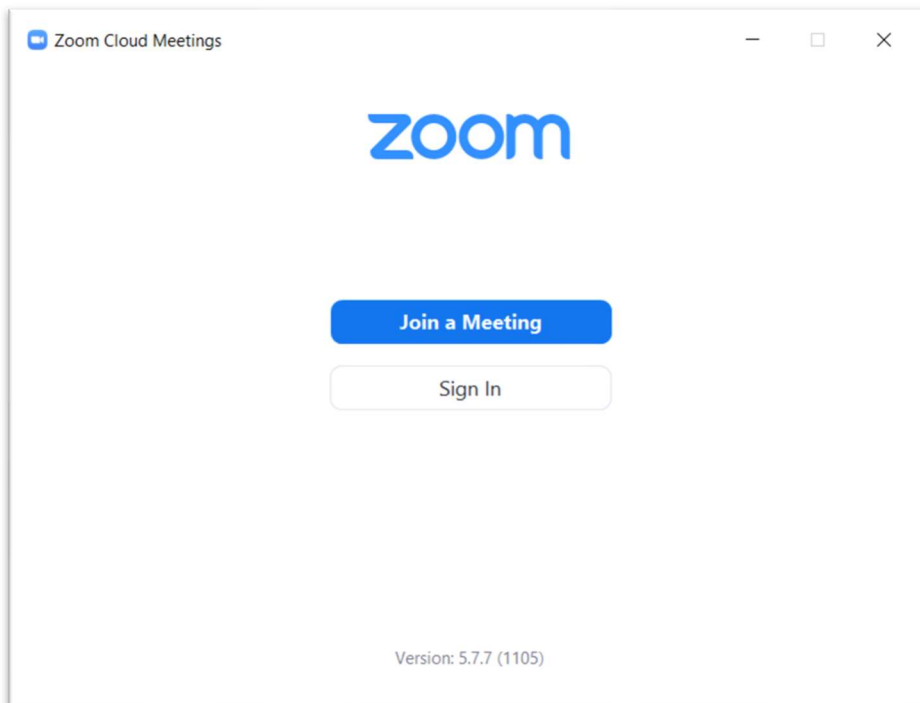 Zoom Cloud Meetings
zoom
Join a Meeting
Sign In
Version: 5.7.7 (1105)